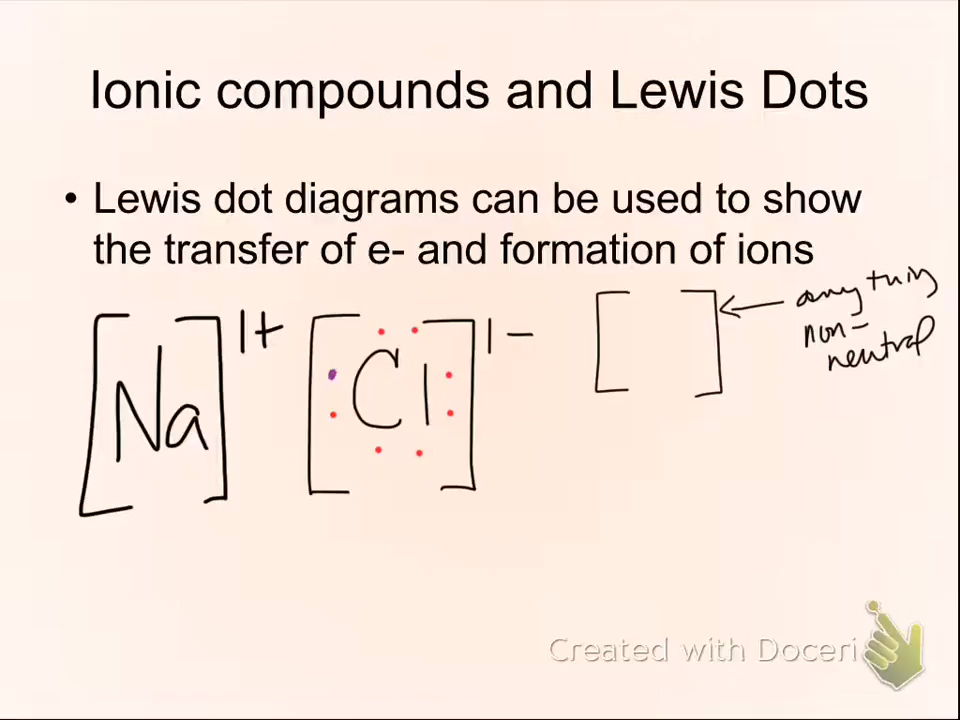 Ionic compounds and Lewis Dots
• Lewis dot diagrams can be used to show
the transfer of e- and formation of ions
[Na]1+ [Cl]1- [ ]
anything
non-
neutral
Created with Doceri